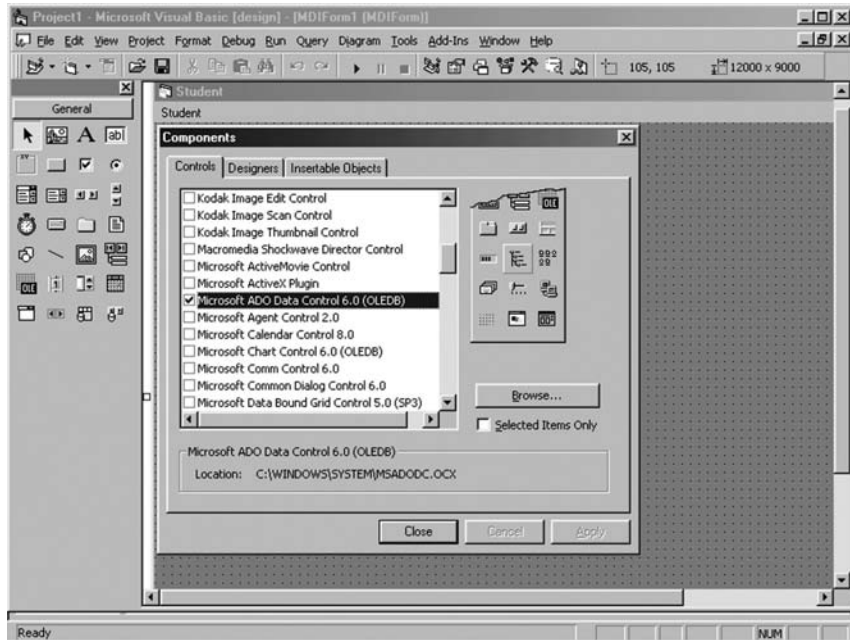 Project1 - Microsoft Visual Basic [design] - [MDIForm1 (MDIForm)]
File Edit View Project Format Debug Run Query Diagram Tools Add-Ins Window Help
105, 105 12000 x 9000
General
Student
Student
Components
Controls Designers Insertable Objects
Kodak Image Edit Control
Kodak Image Scan Control
Kodak Image Thumbnail Control
Macromedia Shockwave Director Control
Microsoft ActiveMovie Control
Microsoft ActiveX Plugin
Microsoft ADO Data Control 6.0 (OLEDB)
Microsoft Agent Control 2.0
Microsoft Calendar Control 8.0
Microsoft Chart Control 6.0 (OLEDB)
Microsoft Comm Control 6.0
Microsoft Common Dialog Control 6.0
Microsoft Data Bound Grid Control 5.0 (SP3)
Browse...
Selected Items Only
Microsoft ADO Data Control 6.0 (OLEDB)
Location: C:\WINDOWS\SYSTEM\MSADODC.OCX
Close Cancel Apply
A
ab
OLE
OLE
Ready NUM